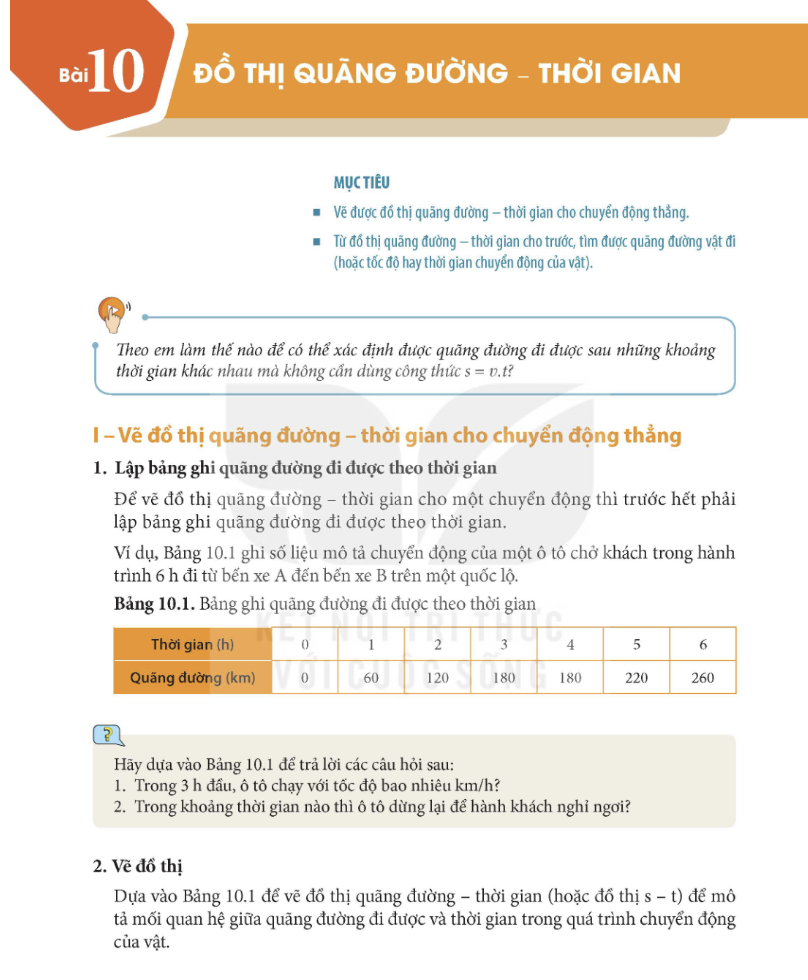 Bài 10
ĐỒ THỊ QUÃNG ĐƯỜNG – THỜI GIAN
MỤC TIÊU
Vẽ được đồ thị quãng đường – thời gian cho chuyển động thẳng.
Từ đồ thị quãng đường – thời gian cho trước, tìm được quãng đường vật đi
(hoặc tốc độ hay thời gian chuyển động của vật).
Theo em làm thế nào để có thể xác định được quãng đường đi được sau những khoảng
thời gian khác nhau mà không cần dùng công thức s = v.t?
I – Vẽ đồ thị quãng đường – thời gian cho chuyển động thẳng
1. Lập bảng ghi quãng đường đi được theo thời gian
Để vẽ đồ thị quãng đường – thời gian cho một chuyển động thì trước hết phải
lập bảng ghi quãng đường đi được theo thời gian.
Ví dụ, Bảng 10.1 ghi số liệu mô tả chuyển động của một ô tô chở khách trong hành
trình 6 h đi từ bến xe A đến bến xe B trên một quốc lộ.
Bảng 10.1. Bảng ghi quãng đường đi được theo thời gian
KẾT NỐI TRI THỨC
VỚI CUỘC SỐNG
Thời gian (h) 0 1 2 3 4 5 6
Quãng đường (km) 0 60 120 180 180 220 260
?
Hãy dựa vào Bảng 10.1 để trả lời các câu hỏi sau:
1. Trong 3 h đầu, ô tô chạy với tốc độ bao nhiêu km/h?
2. Trong khoảng thời gian nào thì ô tô dừng lại để hành khách nghỉ ngơi?
2. Vẽ đồ thị
Dựa vào Bảng 10.1 để vẽ đồ thị quãng đường – thời gian (hoặc đồ thị s – t) để mô
tả mối quan hệ giữa quãng đường đi được và thời gian trong quá trình chuyển động
của vật.